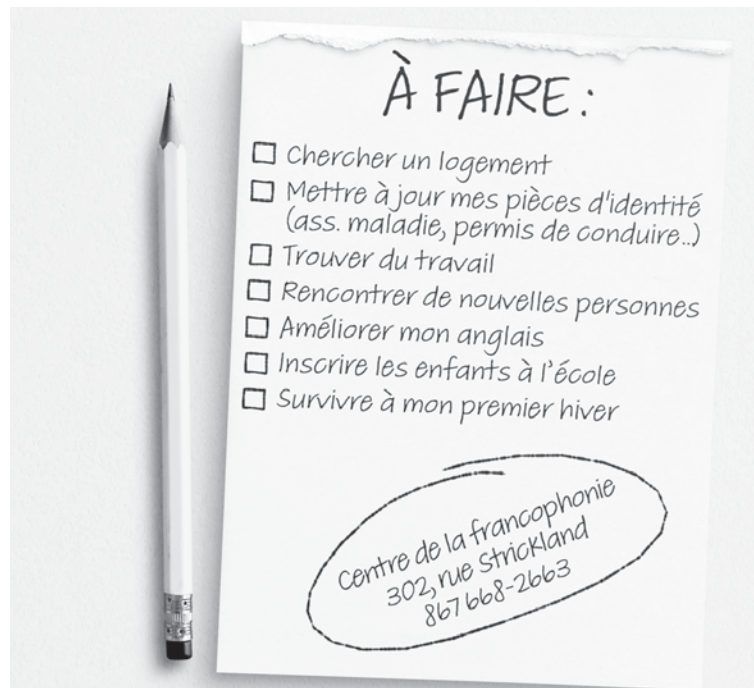 À FAIRE :
Chercher un logement
Mettre à jour mes pièces d'identité
(ass. maladie, permis de conduire...)
Trouver du travail
Rencontrer de nouvelles personnes
Améliorer mon anglais
Inscrire les enfants à l'école
Survivre à mon premier hiver
Centre de la francophonie
302, rue Strickland
867 668-2663